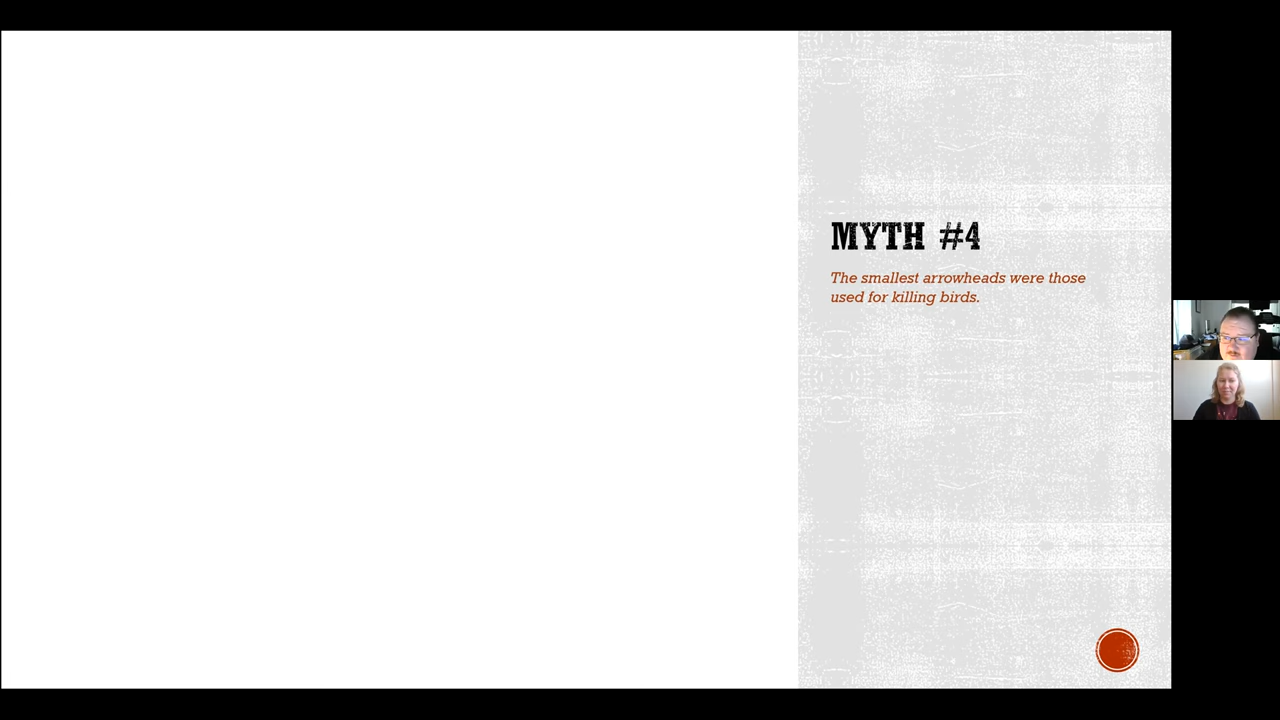 MYTH #4
The smallest arrowheads were those
used for killing birds.